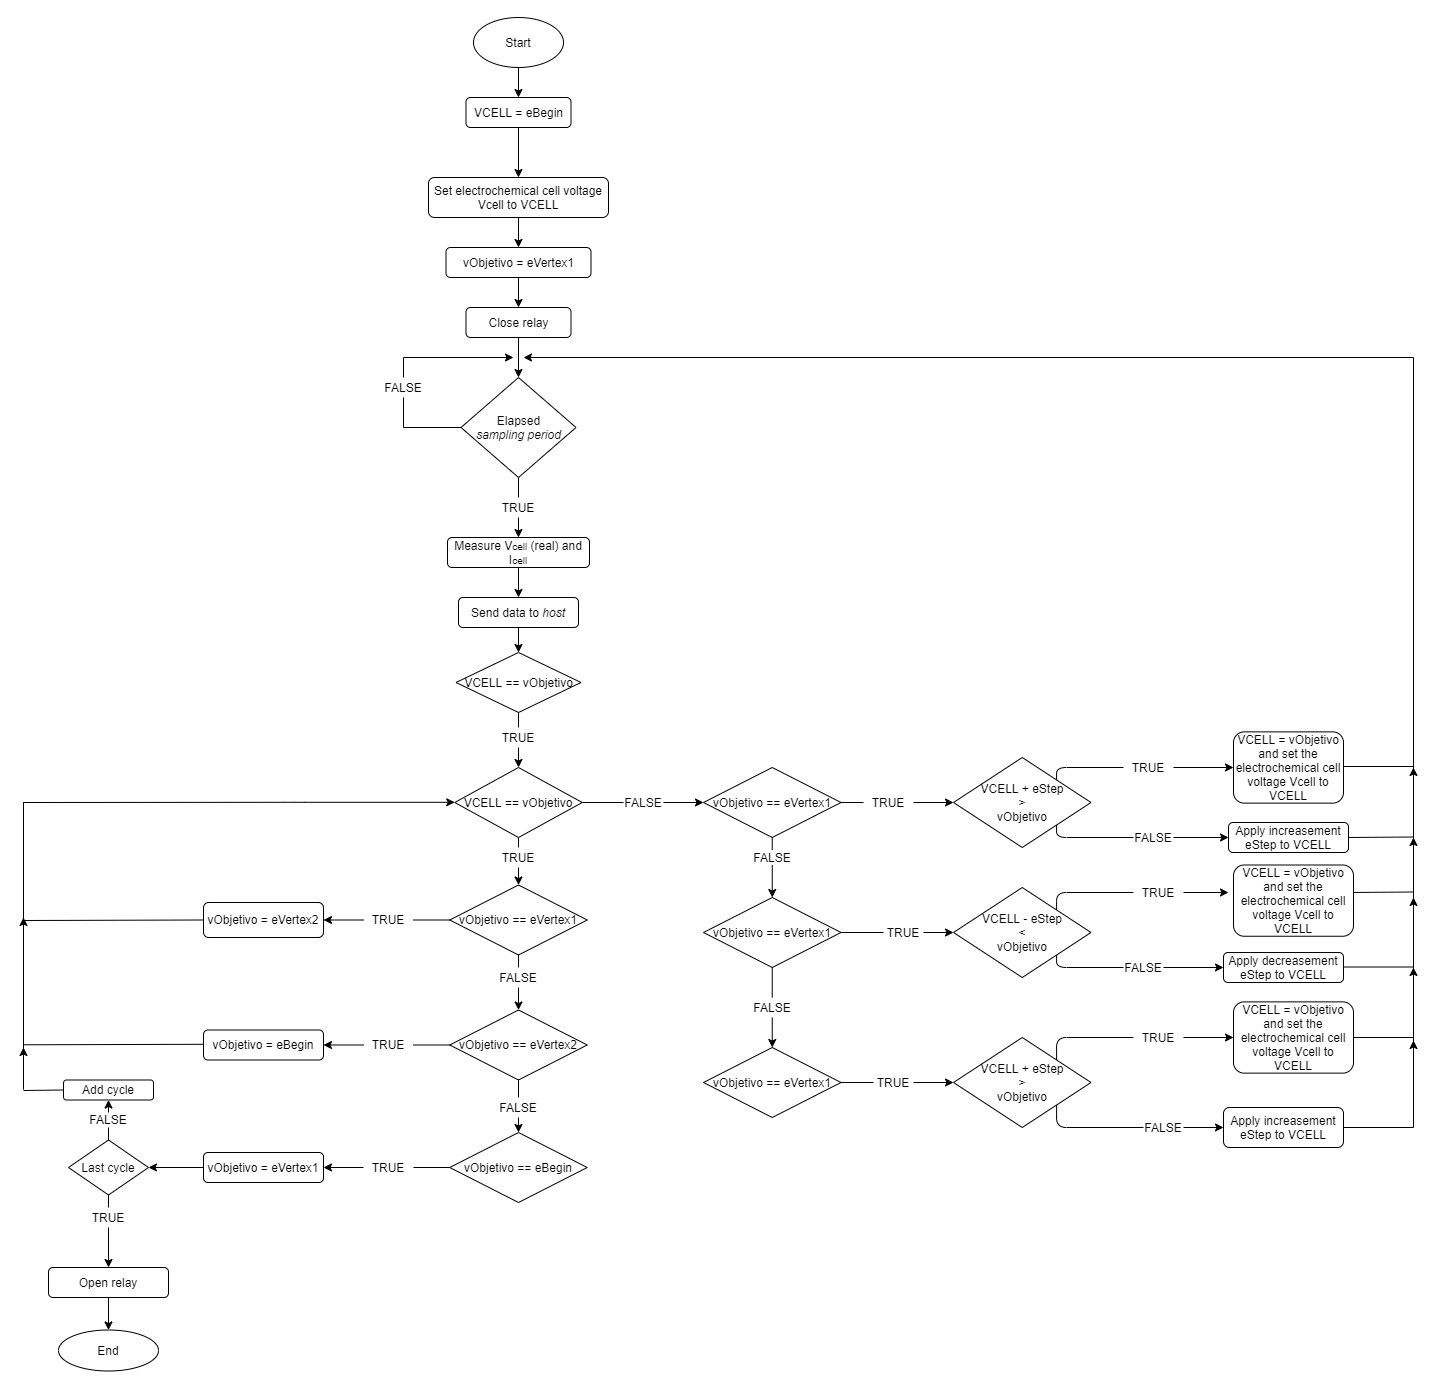 Start
VCELL = eBegin
Set electrochemical cell voltage
Vcell to VCELL
vObjetivo = eVertex1
Close relay
FALSE
Elapsed
sampling period
TRUE
Measure Vcell (real) and
Icell
Send data to host
VCELL == vObjetivo
TRUE
VCELL == vObjetivo
FALSE
vObjetivo == eVertex1
TRUE
VCELL + eStep
>
vObjetivo
TRUE
VCELL = vObjetivo
and set the
electrochemical cell
voltage Vcell to
VCELL
FALSE
Apply increasement
eStep to VCELL
TRUE
FALSE
vObjetivo = eVertex2
TRUE
vObjetivo == eVertex1
vObjetivo == eVertex1
TRUE
VCELL - eStep
<
vObjetivo
TRUE
VCELL = vObjetivo
and set the
electrochemical cell
voltage Vcell to
VCELL
FALSE
Apply decreasement
eStep to VCELL
FALSE
FALSE
vObjetivo = eBegin
TRUE
vObjetivo == eVertex2
vObjetivo == eVertex1
TRUE
VCELL + eStep
>
vObjetivo
TRUE
VCELL = vObjetivo
and set the
electrochemical cell
voltage Vcell to
VCELL
FALSE
Apply increasement
eStep to VCELL
Add cycle
FALSE
FALSE
Last cycle
vObjetivo = eVertex1
TRUE
vObjetivo == eBegin
TRUE
Open relay
End